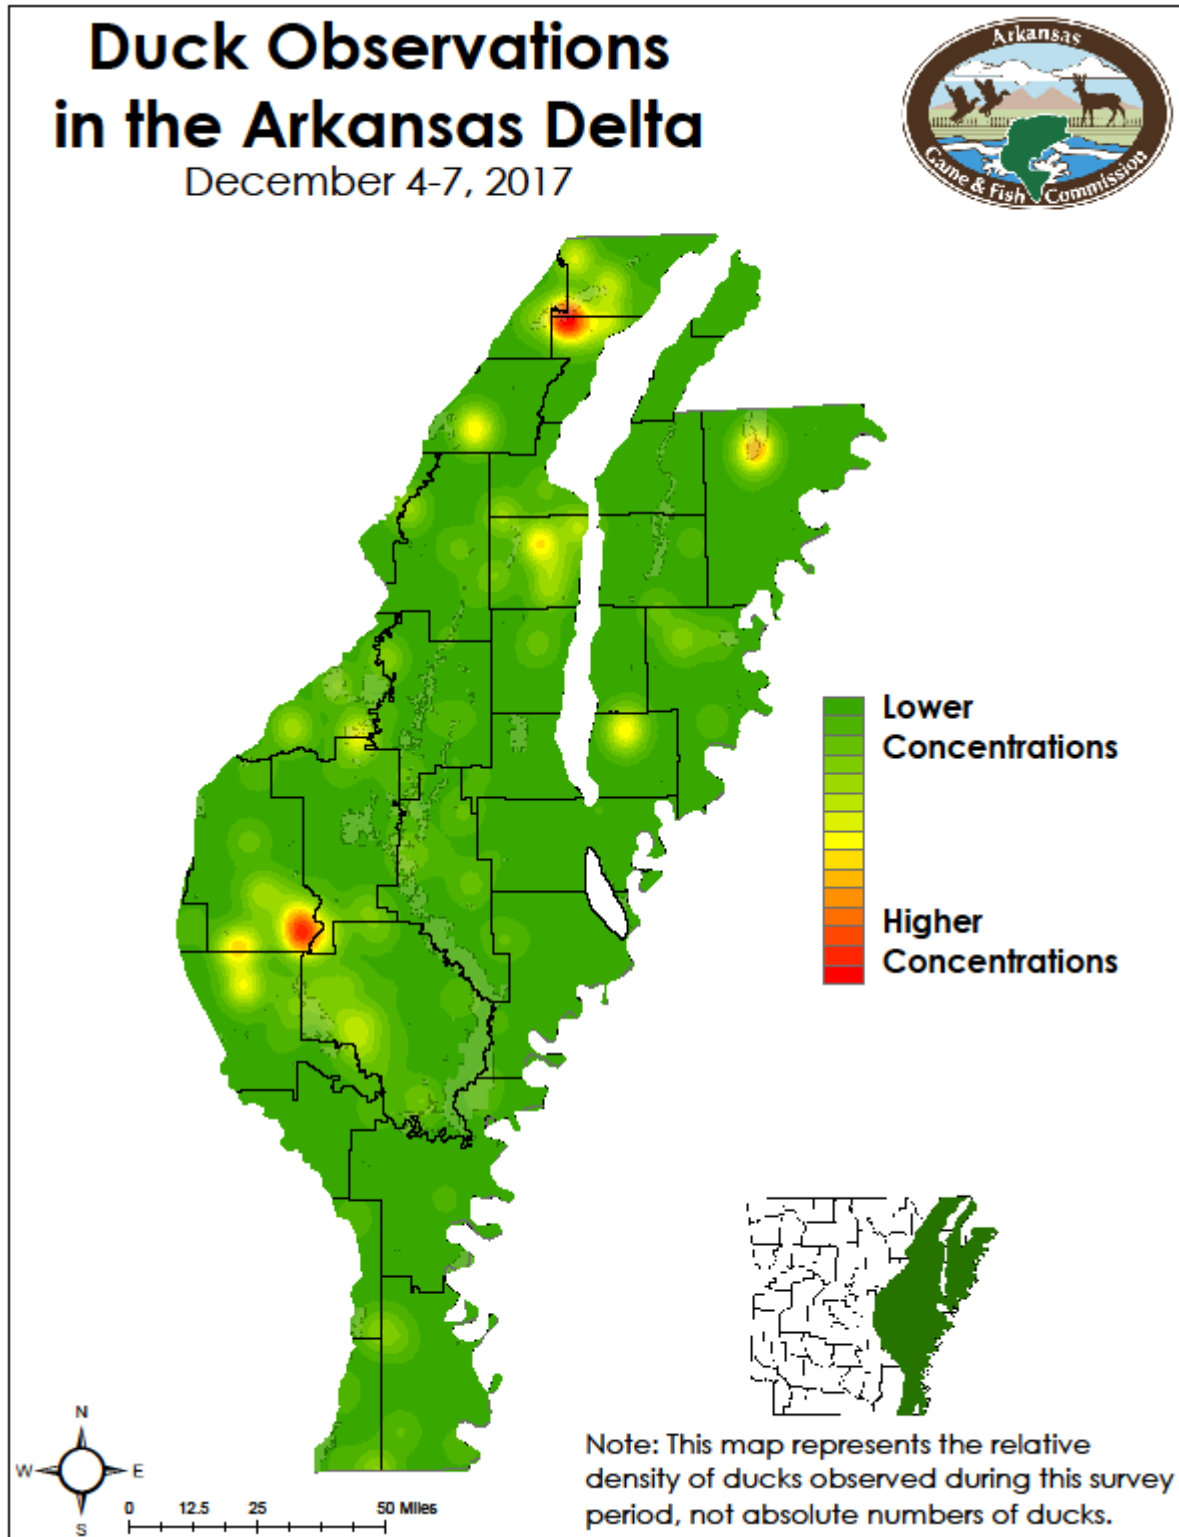 Duck Observations
in the Arkansas Delta
December 4-7, 2017
Arkansas
Game & Fish Commission
Lower
Concentrations
Higher
Concentrations
N
W E
S
0 12.5 25 50 Miles
Note: This map represents the relative
density of ducks observed during this survey
period, not absolute numbers of ducks.